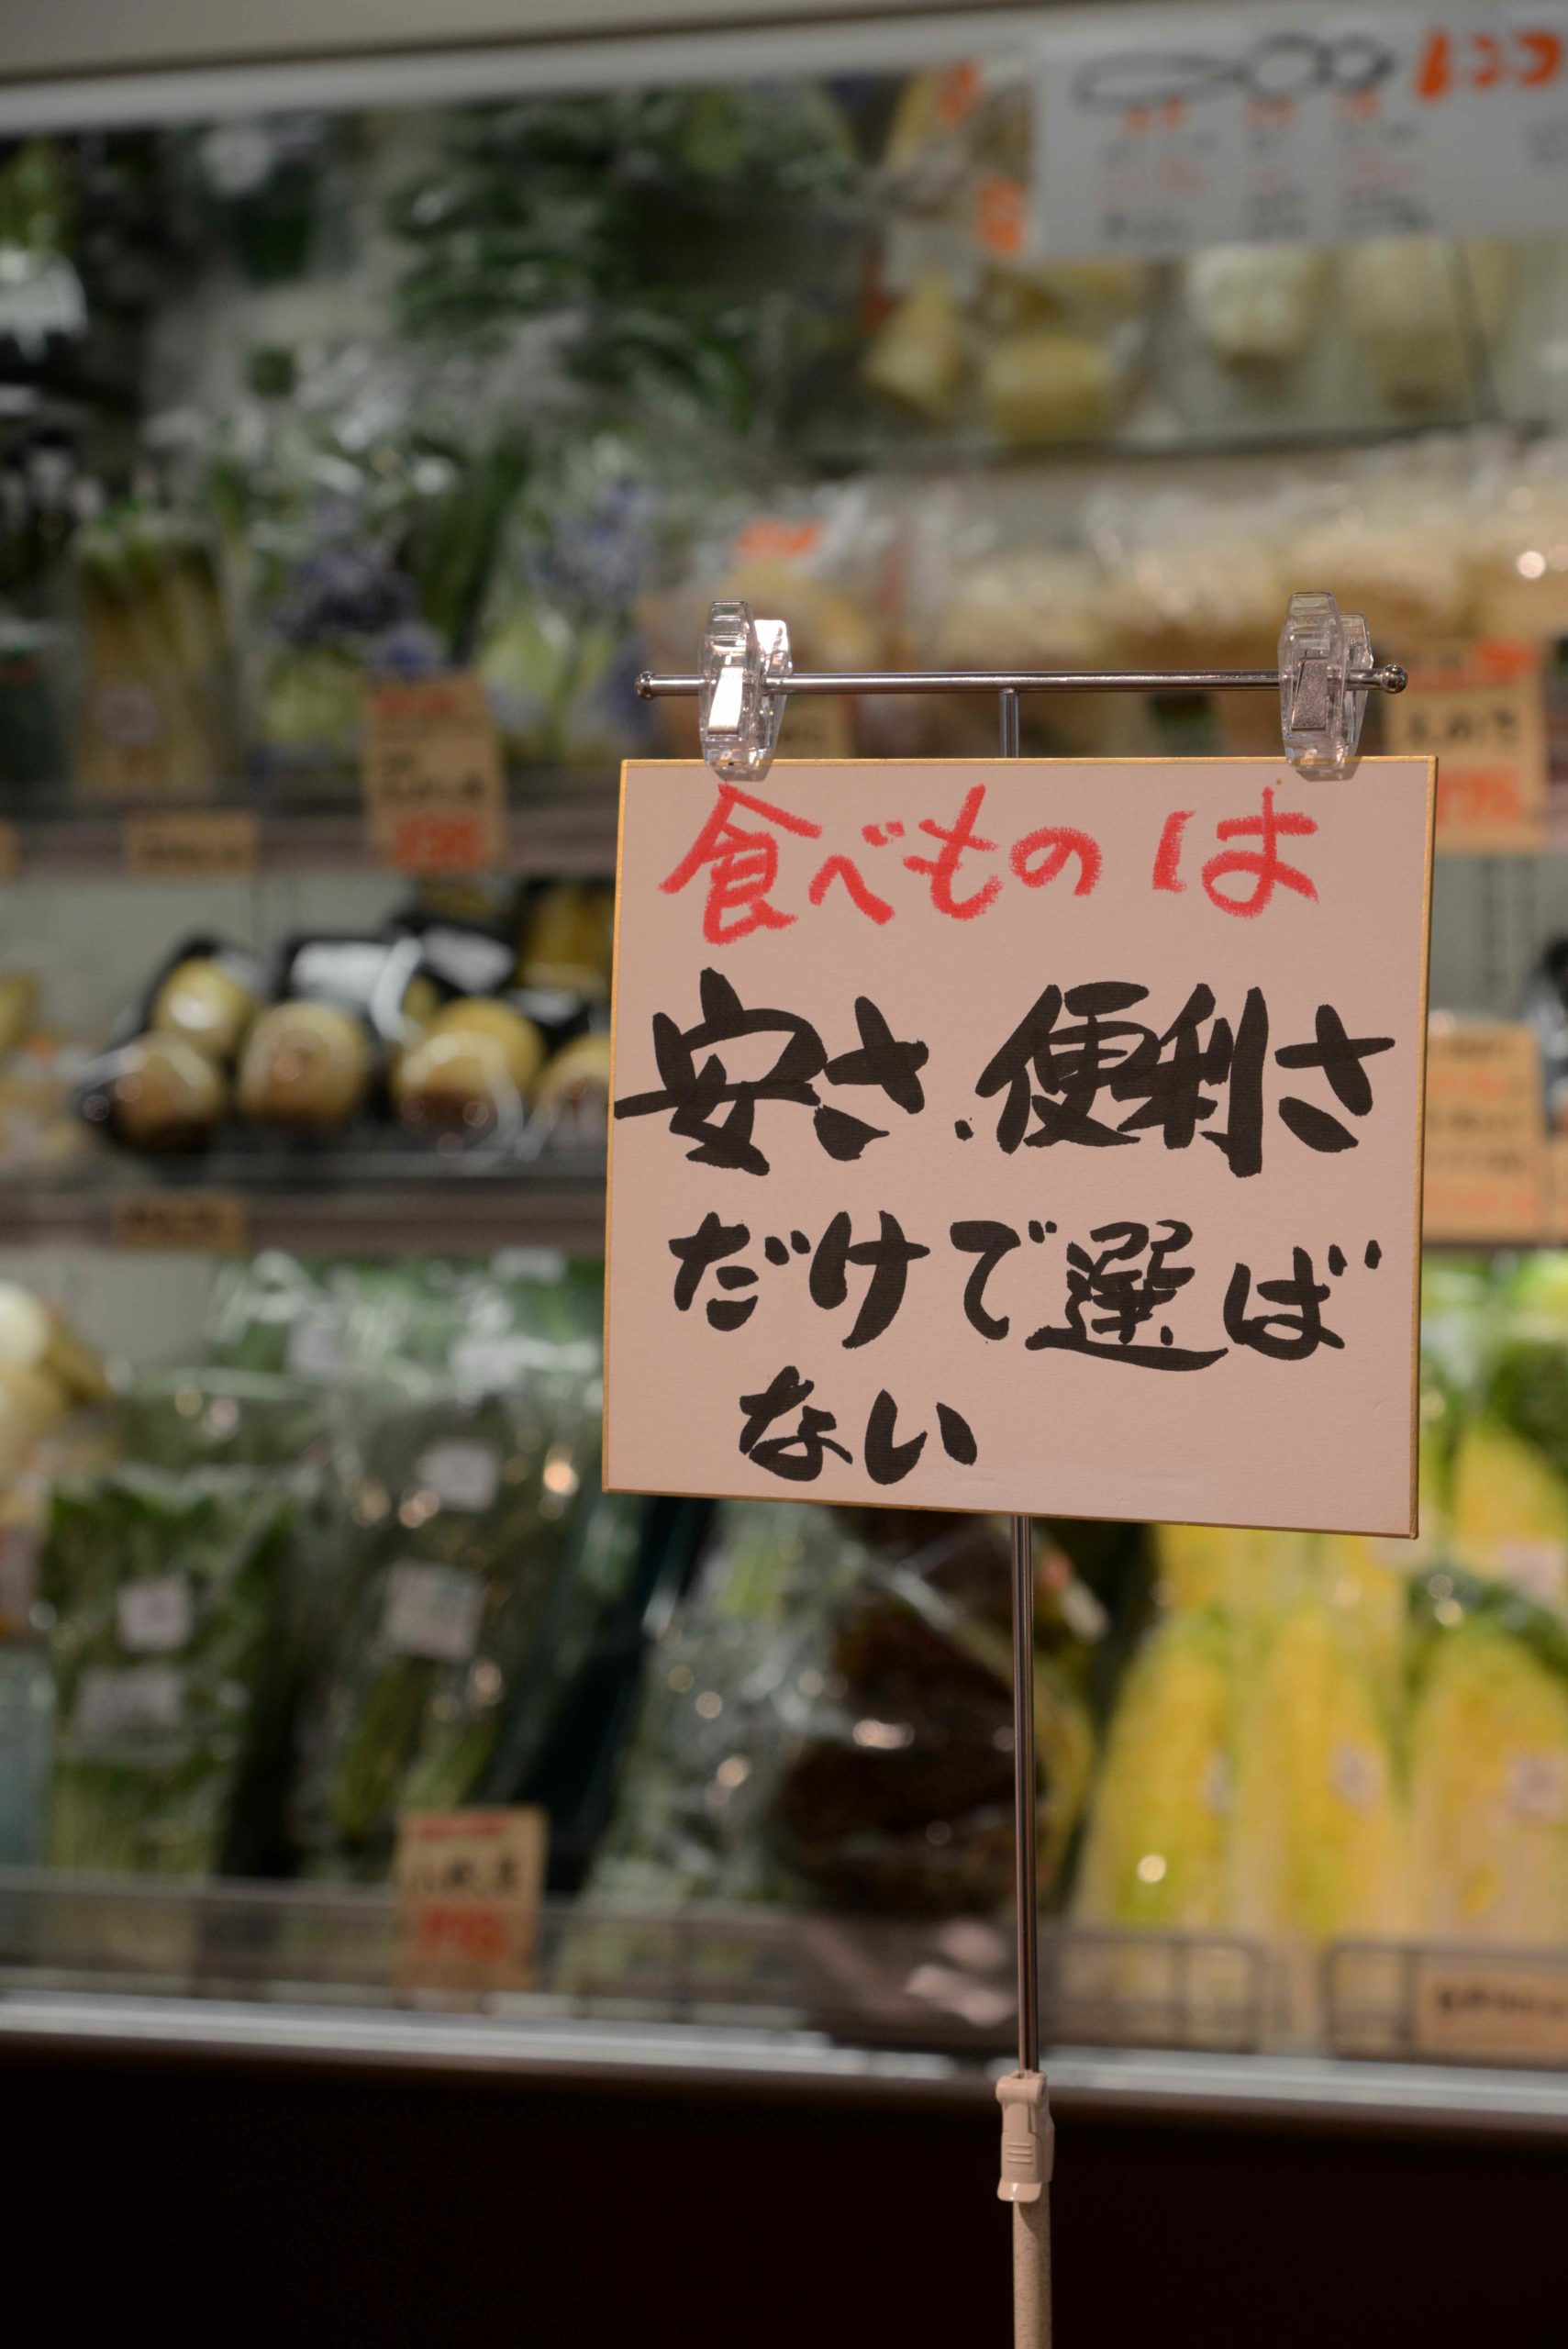 食べものは
安さ.便利さ
だけで選ば
ない